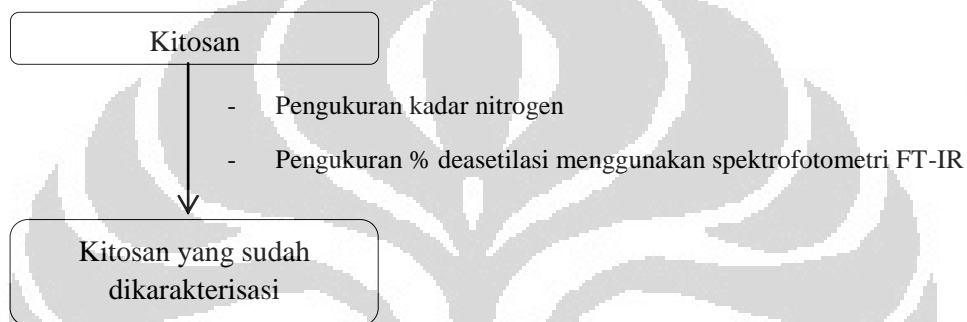 Kitosan
- Pengukuran kadar nitrogen
- Pengukuran % deasetilasi menggunakan spektrofotometri FT-IR
Kitosan yang sudah
dikarakterisasi